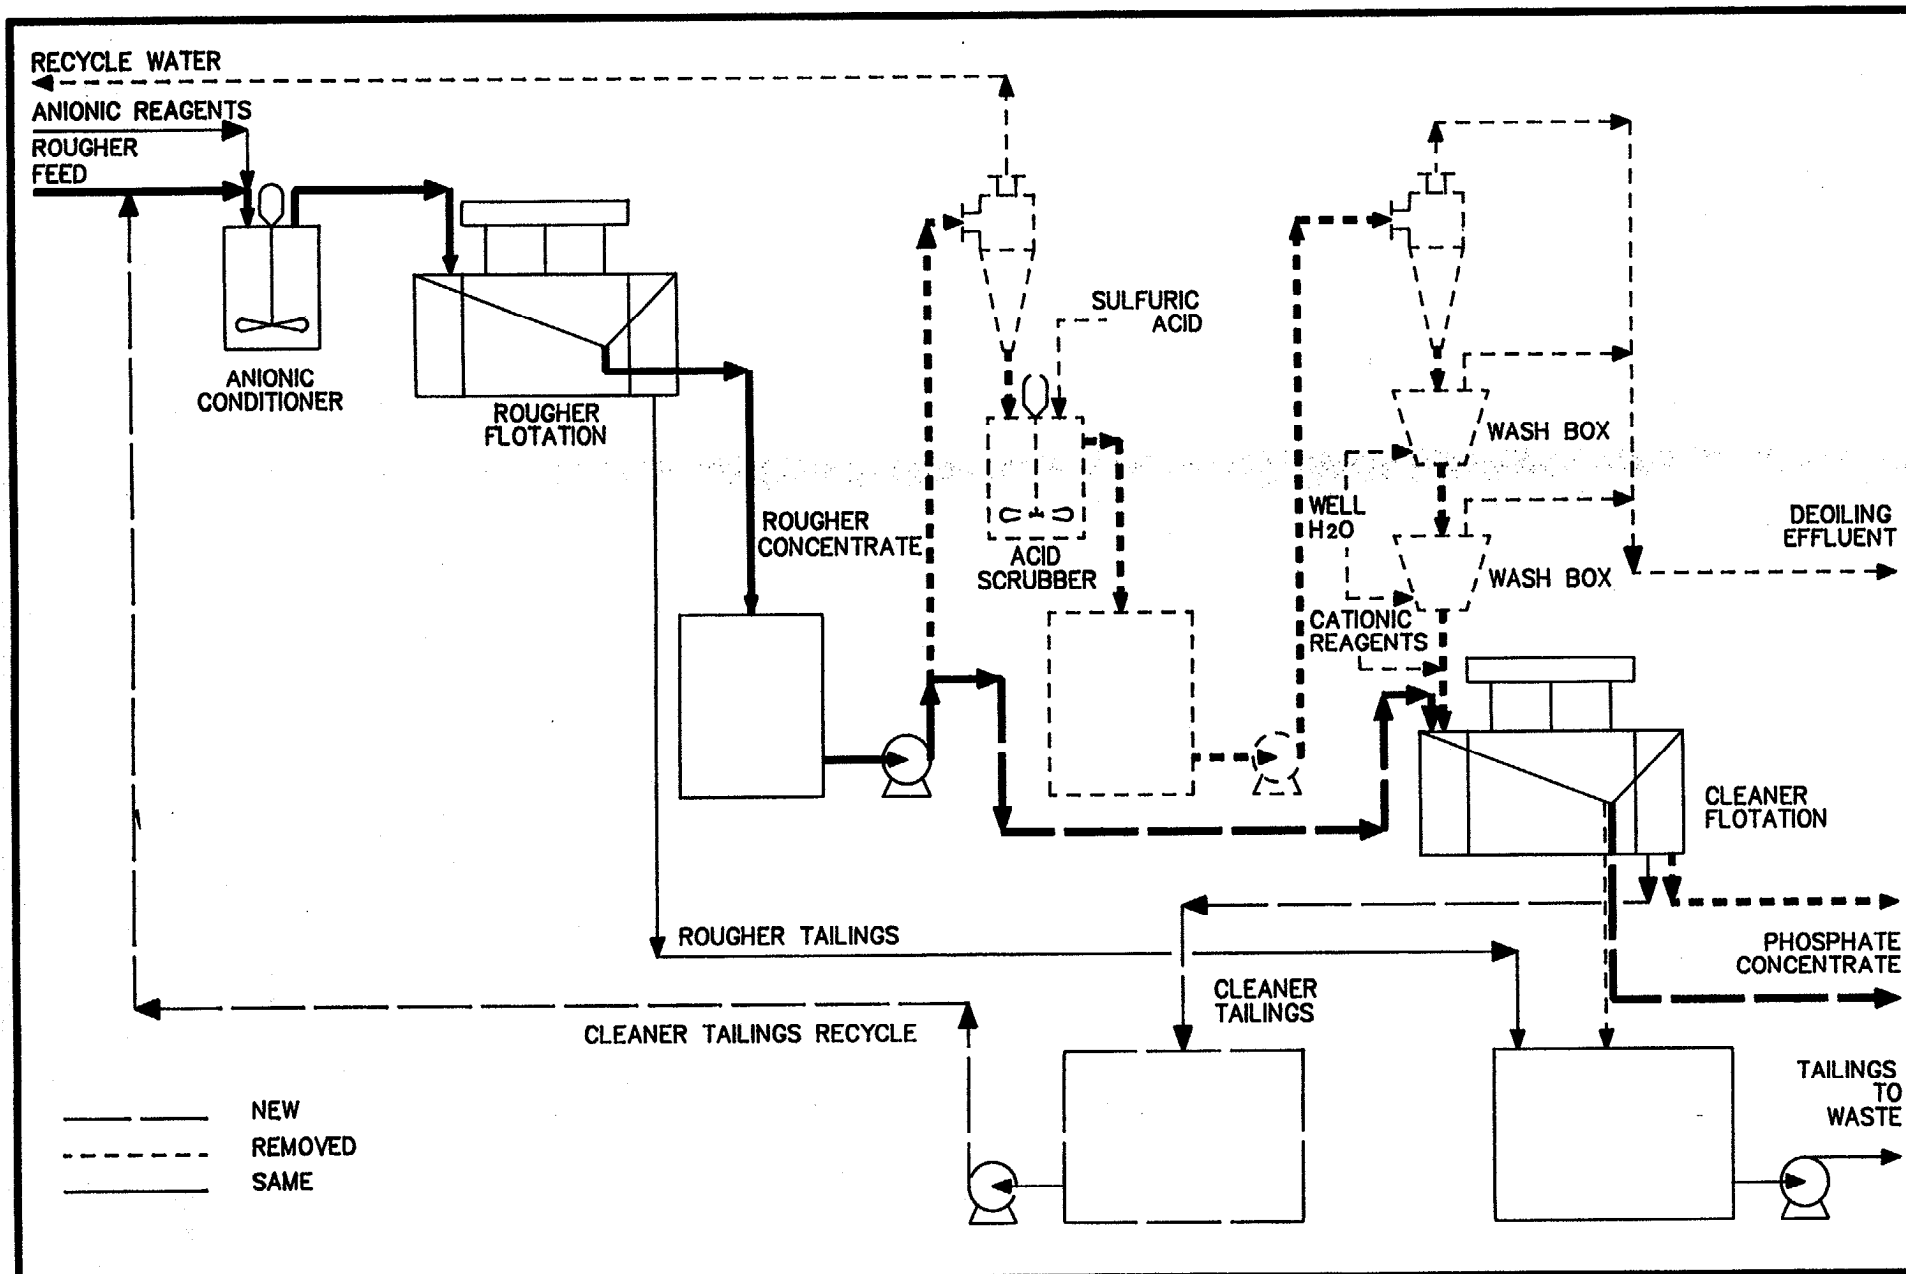 RECYCLE WATER
ANIONIC REAGENTS
ROUGHER
FEED
ANIONIC
CONDITIONER
ROUGHER
FLOTATION
SULFURIC
ACID
WASH BOX
ROUGHER
CONCENTRATE
ACID
SCRUBBER
WELL
H2O
WASH BOX
DEOILING
EFFLUENT
CATIONIC
REAGENTS
CLEANER
FLOTATION
ROUGHER TAILINGS
PHOSPHATE
CONCENTRATE
CLEANER
TAILINGS
CLEANER TAILINGS RECYCLE
TAILINGS
TO
WASTE
NEW
REMOVED
SAME